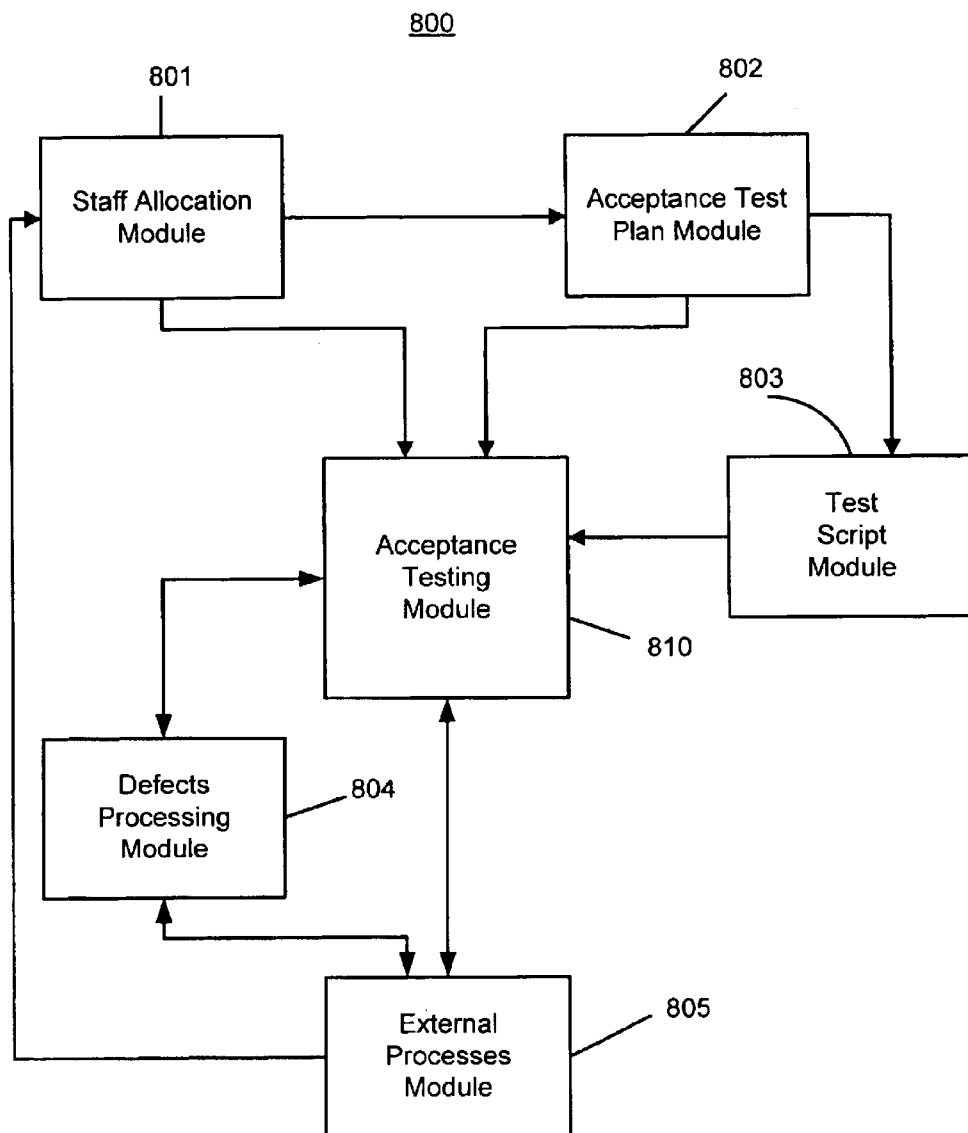 800
801
802
Staff Allocation
Module
Acceptance Test
Plan Module
803
Test
Script
Module
Acceptance
Testing
Module
810
Defects
Processing
Module
804
External
Processes
Module
805